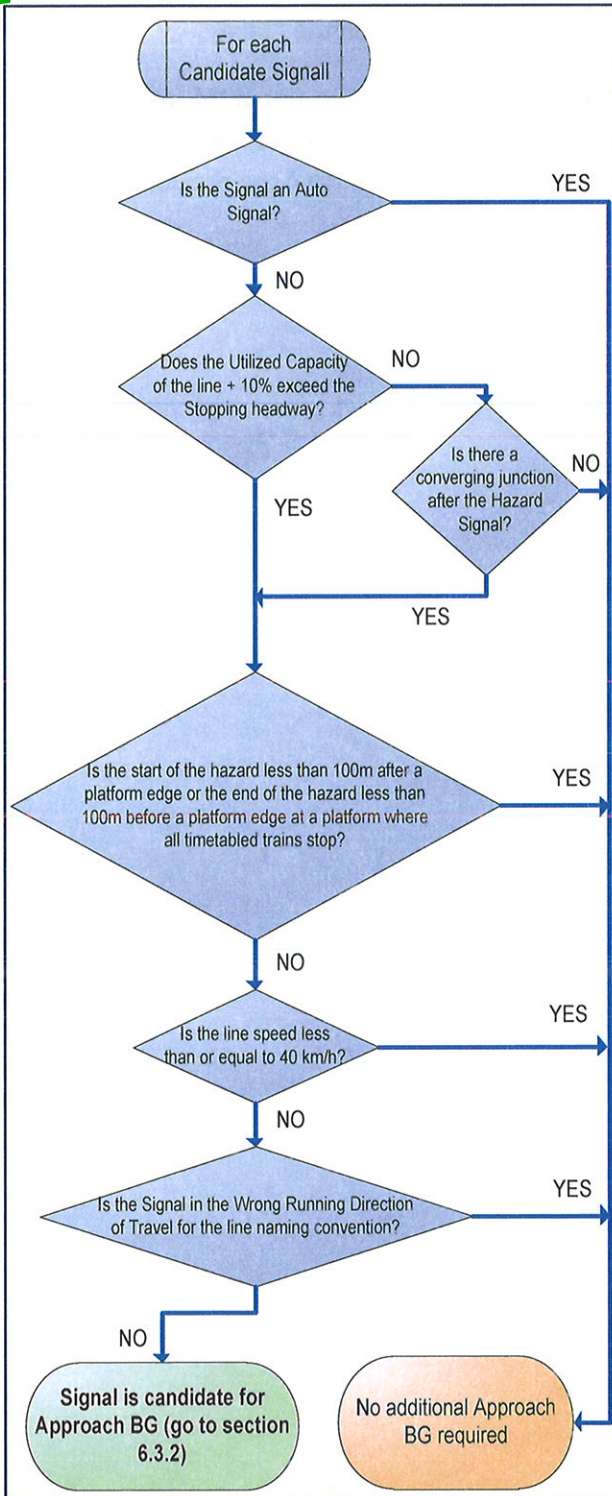 For each
Candidate Signall
Is the Signal an Auto
Signal?
YES
NO
Does the Utilized Capacity
of the line + 10% exceed the
Stopping headway?
NO
Is there a
converging junction
after the Hazard
Signal?
NO
YES
YES
Is the start of the hazard less than 100m after a
platform edge or the end of the hazard less than
100m before a platform edge at a platform where
all timetabled trains stop?
YES
NO
Is the line speed less
than or equal to 40 km/h?
YES
NO
Is the Signal in the Wrong Running Direction
of Travel for the line naming convention?
YES
NO
Signal is candidate for
Approach BG (go to section
6.3.2)
No additional Approach
BG required